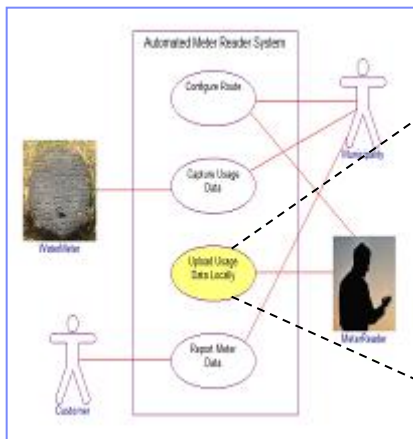 Automated Meter Reader System
Configure Route
Municipality
Capture Usage
Data
WaterMeter
Upload Usage
Data Locally
MeterReader
Report Meter
Data
Customer